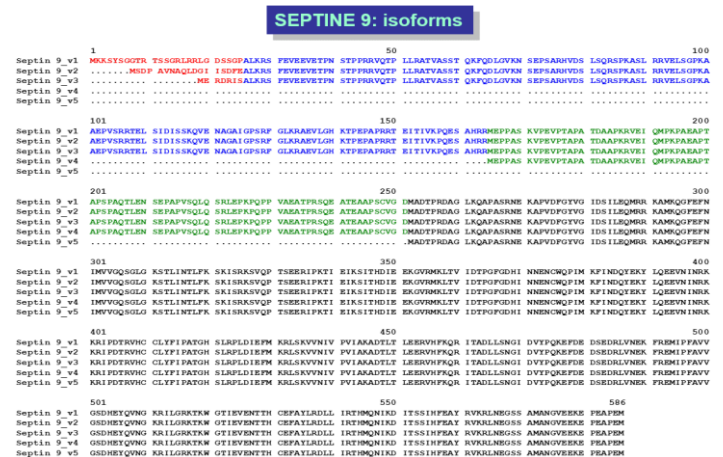 SEPTINE 9: isoforms
1 50 100
Septin 9_v1 MKKSYSGGTR TSSGRLRRLG DSSGPALKRS FEVEEVETPN STPPRRVQTP LLRATVASST QKFQDLGVKN SEPSARHVDS LSQRSPKASL RRVELSGPKA
Septin 9_v2 ......MSDP AVNAQLDGI ISDFEALKRS FEVEEVETPN STPPRRVQTP LLRATVASST QKFQDLGVKN SEPSARHVDS LSQRSPKASL RRVELSGPKA
Septin 9_v3 .......... ........ME RDRISALKRS FEVEEVETPN STPPRRVQTP LLRATVASST QKFQDLGVKN SEPSARHVDS LSQRSPKASL RRVELSGPKA
Septin 9_v4 .......... .......... .......... .......... .......... .......... .......... .......... .......... ..........
Septin 9_v5 .......... .......... .......... .......... .......... .......... .......... .......... .......... ..........
101 150 200
Septin 9_v1 AEPVSRRTEL SIDISSKQVE NAGAIGPSRF GLKRAEVLGH KTPEPAPRRT EITIVKPQES AHRRMEPPAS KVPEVPTAPA TDAAPKRVEI QMPKPAEAPT
Septin 9_v2 AEPVSRRTEL SIDISSKQVE NAGAIGPSRF GLKRAEVLGH KTPEPAPRRT EITIVKPQES AHRRMEPPAS KVPEVPTAPA TDAAPKRVEI QMPKPAEAPT
Septin 9_v3 AEPVSRRTEL SIDISSKQVE NAGAIGPSRF GLKRAEVLGH KTPEPAPRRT EITIVKPQES AHRRMEPPAS KVPEVPTAPA TDAAPKRVEI QMPKPAEAPT
Septin 9_v4 .......... .......... .......... .......... .......... .......... ....MEPPAS KVPEVPTAPA TDAAPKRVEI QMPKPAEAPT
Septin 9_v5 .......... .......... .......... .......... .......... .......... .......... .......... .......... ..........
201 250 300
Septin 9_v1 APSPAQTLEN SEPAPVSQLQ SRLEPKPQPP VAEATPRSQE ATEAAPSCVG DMADTPRDAG LKQAPASRNE KAPVDFGYVG IDSILEQMRR KAMKQGFEFN
Septin 9_v2 APSPAQTLEN SEPAPVSQLQ SRLEPKPQPP VAEATPRSQE ATEAAPSCVG DMADTPRDAG LKQAPASRNE KAPVDFGYVG IDSILEQMRR KAMKQGFEFN
Septin 9_v3 APSPAQTLEN SEPAPVSQLQ SRLEPKPQPP VAEATPRSQE ATEAAPSCVG DMADTPRDAG LKQAPASRNE KAPVDFGYVG IDSILEQMRR KAMKQGFEFN
Septin 9_v4 APSPAQTLEN SEPAPVSQLQ SRLEPKPQPP VAEATPRSQE ATEAAPSCVG DMADTPRDAG LKQAPASRNE KAPVDFGYVG IDSILEQMRR KAMKQGFEFN
Septin 9_v5 .......... .......... .......... .......... .......... .MADTPRDAG LKQAPASRNE KAPVDFGYVG IDSILEQMRR KAMKQGFEFN
301 350 400
Septin 9_v1 IMVVGQSGLG KSTLINTLFK SKISRKSVQP TSEERIPKTI EIKSITHDIE EKGVRMKLTV IDTPGFGDHI NNENCWQPIM KFINDQYEKY LQEEVNINRK
Septin 9_v2 IMVVGQSGLG KSTLINTLFK SKISRKSVQP TSEERIPKTI EIKSITHDIE EKGVRMKLTV IDTPGFGDHI NNENCWQPIM KFINDQYEKY LQEEVNINRK
Septin 9_v3 IMVVGQSGLG KSTLINTLFK SKISRKSVQP TSEERIPKTI EIKSITHDIE EKGVRMKLTV IDTPGFGDHI NNENCWQPIM KFINDQYEKY LQEEVNINRK
Septin 9_v4 IMVVGQSGLG KSTLINTLFK SKISRKSVQP TSEERIPKTI EIKSITHDIE EKGVRMKLTV IDTPGFGDHI NNENCWQPIM KFINDQYEKY LQEEVNINRK
Septin 9_v5 IMVVGQSGLG KSTLINTLFK SKISRKSVQP TSEERIPKTI EIKSITHDIE EKGVRMKLTV IDTPGFGDHI NNENCWQPIM KFINDQYEKY LQEEVNINRK
401 450 500
Septin 9_v1 KRIPDTRVHC CLYFIPATGH SLRPLDIEFM KRLSKVVNIV PVIAKADTLT LEERVHFKQR ITADLLSNGI DVYPQKEFDE DSEDRLVNEK FREMIPFAVV
Septin 9_v2 KRIPDTRVHC CLYFIPATGH SLRPLDIEFM KRLSKVVNIV PVIAKADTLT LEERVHFKQR ITADLLSNGI DVYPQKEFDE DSEDRLVNEK FREMIPFAVV
Septin 9_v3 KRIPDTRVHC CLYFIPATGH SLRPLDIEFM KRLSKVVNIV PVIAKADTLT LEERVHFKQR ITADLLSNGI DVYPQKEFDE DSEDRLVNEK FREMIPFAVV
Septin 9_v4 KRIPDTRVHC CLYFIPATGH SLRPLDIEFM KRLSKVVNIV PVIAKADTLT LEERVHFKQR ITADLLSNGI DVYPQKEFDE DSEDRLVNEK FREMIPFAVV
Septin 9_v5 KRIPDTRVHC CLYFIPATGH SLRPLDIEFM KRLSKVVNIV PVIAKADTLT LEERVHFKQR ITADLLSNGI DVYPQKEFDE DSEDRLVNEK FREMIPFAVV
501 550 586
Septin 9_v1 GSDHEYQVNG KRILGRKTKW GTIEVENTTH CEFAYLRDLL IRTHMQNIKD ITSSIHFEAY RVKRLNEGSS AMANGVEEKE PEAPEM
Septin 9_v2 GSDHEYQVNG KRILGRKTKW GTIEVENTTH CEFAYLRDLL IRTHMQNIKD ITSSIHFEAY RVKRLNEGSS AMANGVEEKE PEAPEM
Septin 9_v3 GSDHEYQVNG KRILGRKTKW GTIEVENTTH CEFAYLRDLL IRTHMQNIKD ITSSIHFEAY RVKRLNEGSS AMANGVEEKE PEAPEM
Septin 9_v4 GSDHEYQVNG KRILGRKTKW GTIEVENTTH CEFAYLRDLL IRTHMQNIKD ITSSIHFEAY RVKRLNEGSS AMANGVEEKE PEAPEM
Septin 9_v5 GSDHEYQVNG KRILGRKTKW GTIEVENTTH CEFAYLRDLL IRTHMQNIKD ITSSIHFEAY RVKRLNEGSS AMANGVEEKE PEAPEM